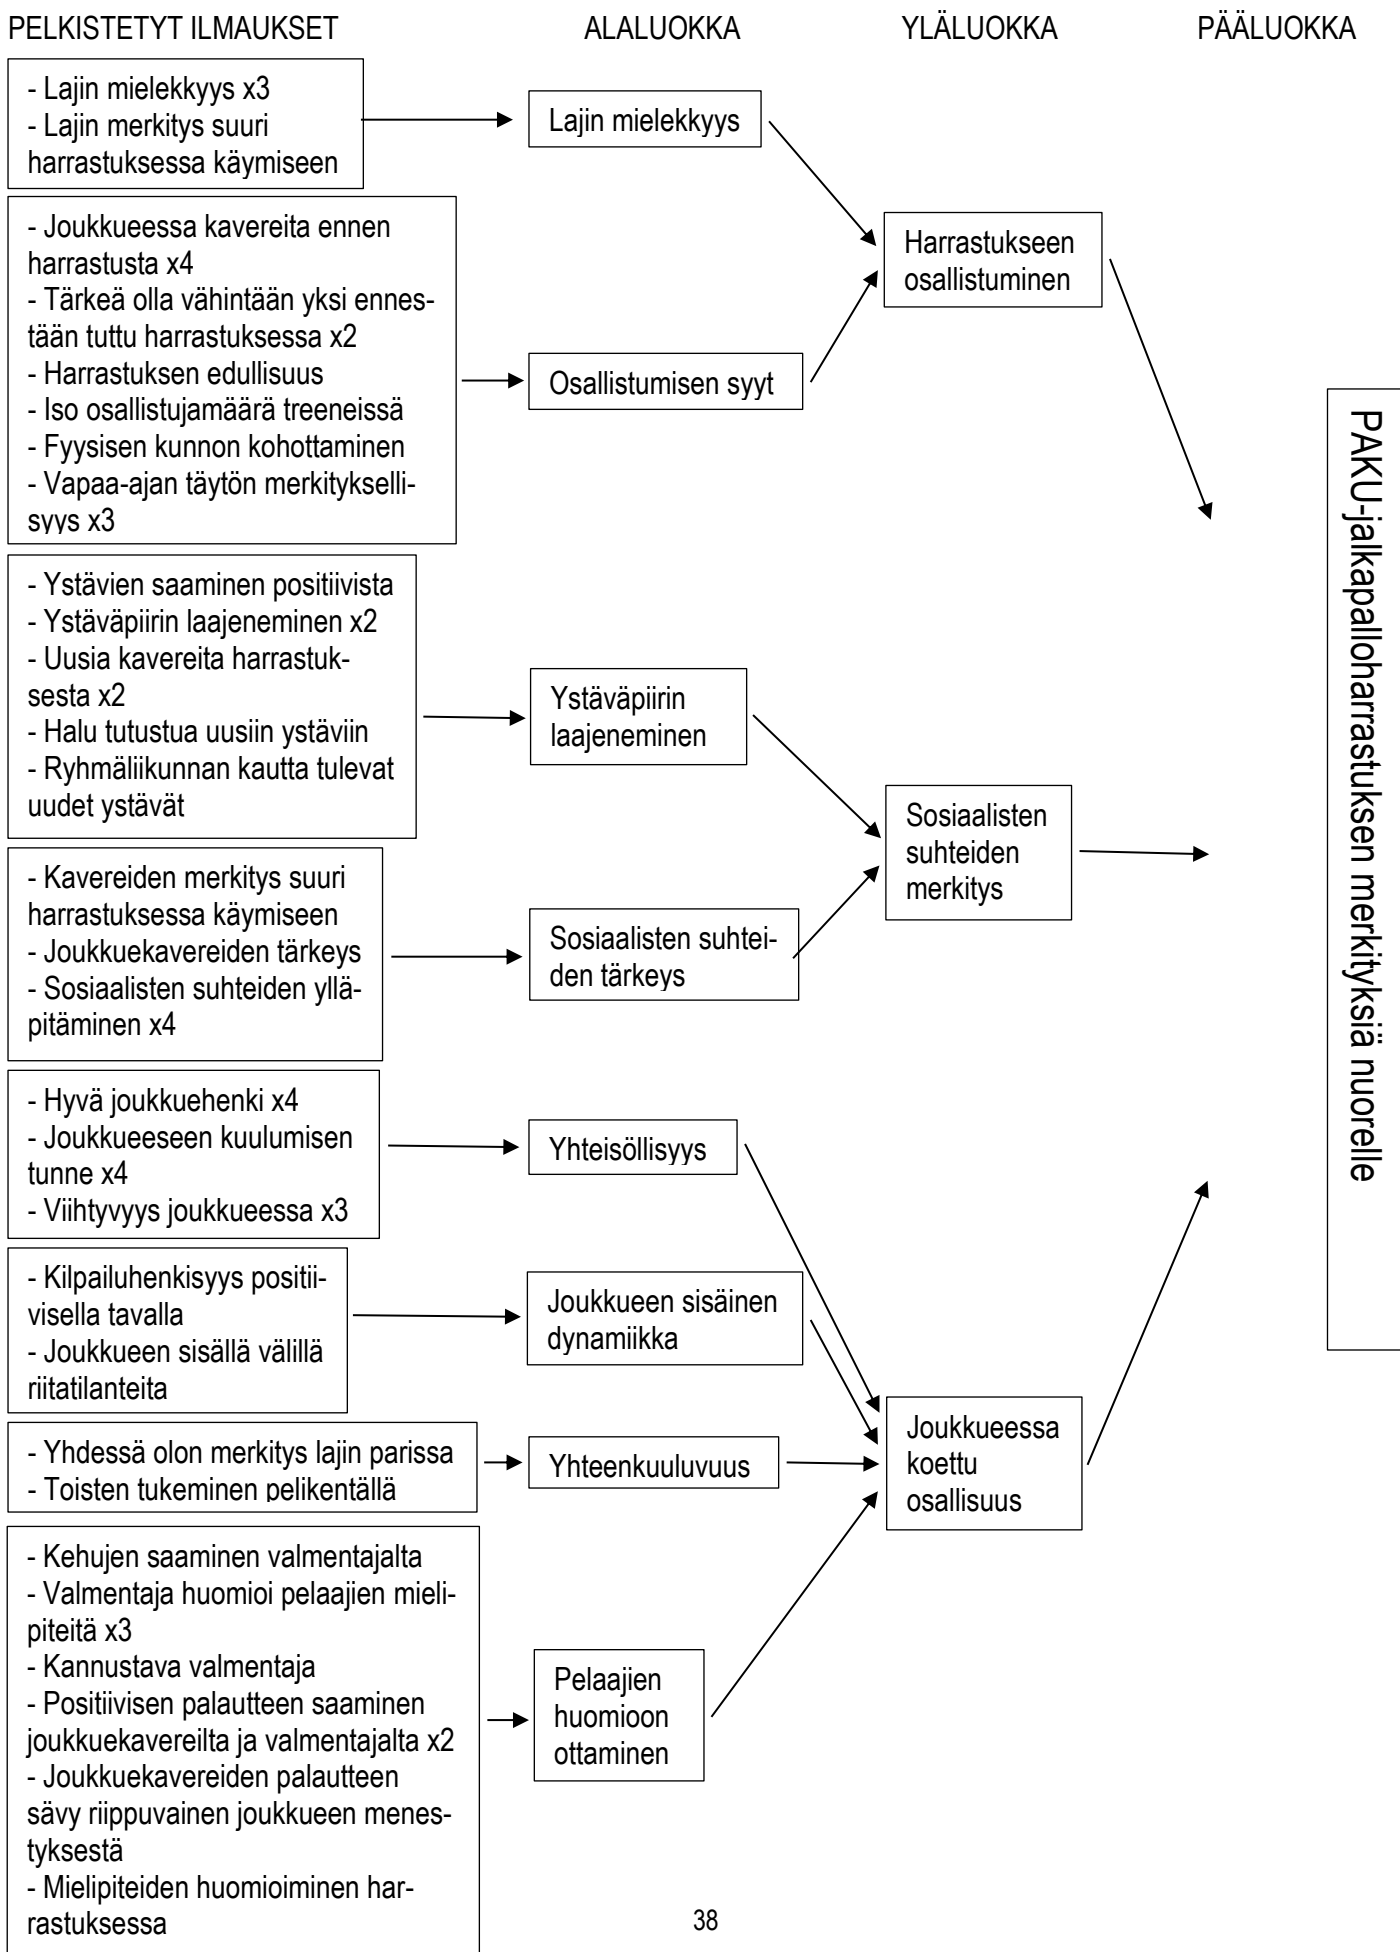 PELKISTETYT ILMAUKSET
ALALUOKKA
YLÄLUOKKA
PÄÄLUOKKA
- Lajin mielekkyys x3
- Lajin merkitys suuri
harrastuksessa käymiseen
Lajin mielekkyys
- Joukkueessa kavereita ennen
harrastusta x4
- Tärkeä olla vähintään yksi ennes-
tään tuttu harrastuksessa x2
- Harrastuksen edullisuus
- Iso osallistujamäärä treeneissä
- Fyysisen kunnon kohottaminen
- Vapaa-ajan täytön merkityksellі-
syys x3
Osallistumisen syyt
Harrastukseen
osallistuminen
- Ystävien saaminen positiivista
- Ystäväpiirin laajeneminen x2
- Uusia kavereita harrastuk-
sesta x2
- Halu tutustua uusiin ystäviin
- Ryhmäliikunnan kautta tulevat
uudet ystävät
Ystäväpiirin
laajeneminen
- Kavereiden merkitys suuri
harrastuksessa käymiseen
- Joukkuekavereiden tärkeys
- Sosiaalisten suhteiden yllä-
pitäminen x4
Sosiaalisten suhtei-
den tärkeys
Sosiaalisten
suhteiden
merkitys
- Hyvä joukkuehenki x4
- Joukkueeseen kuulumisen
tunne x4
- Viihtyvyys joukkueessa x3
Yhteisöllisyys
- Kilpailuhenkisyys positii-
visella tavalla
- Joukkueen sisällä välillä
riitatilanteita
Joukkueen sisäinen
dynamiikka
- Yhdessä olon merkitys lajin parissa
- Toisten tukeminen pelikentällä
Yhteenkuuluvuus
- Kehujen saaminen valmentajalta
- Valmentaja huomioi pelaajien mieli-
piteitä x3
- Kannustava valmentaja
- Positiivisen palautteen saaminen
joukkuekavereilta ja valmentajalta x2
- Joukkuekavereiden palautteen
sävy riippuvainen joukkueen menes-
tyksestä
- Mielipiteiden huomioiminen har-
rastuksessa
Pelaajien
huomioon
ottaminen
Joukkueessa
koettu
osallisuus
PAKU-jalkapalloharrastuksen merkityksiä nuorelle
38